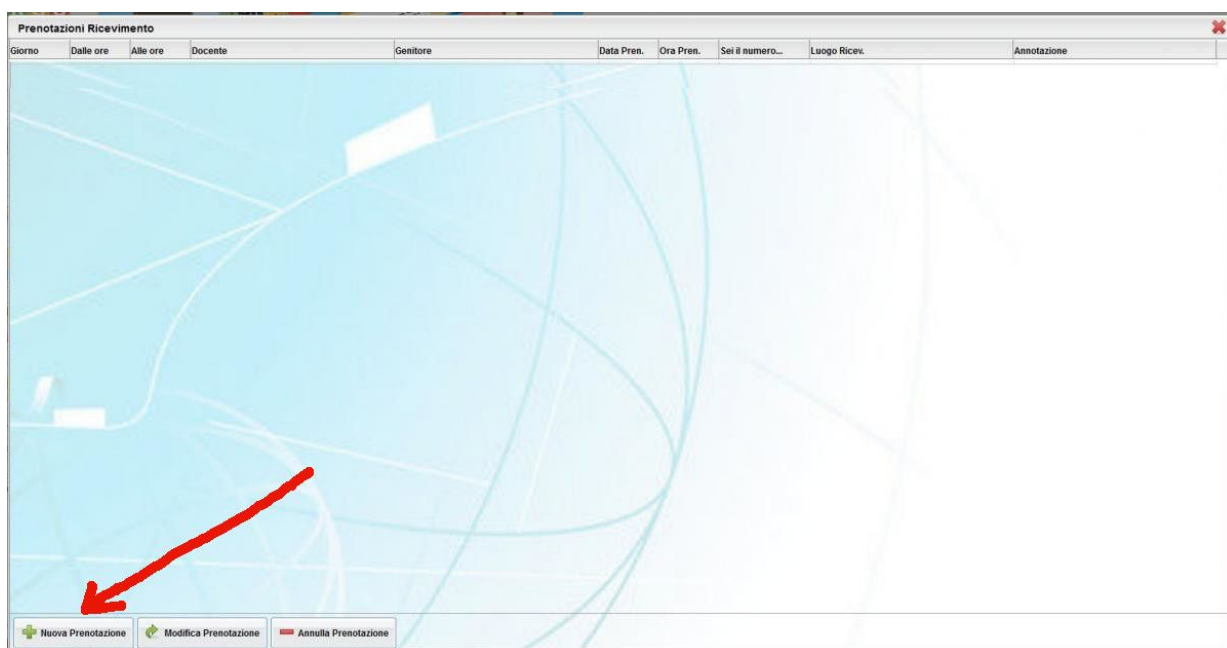 Prenotazioni Ricevimento
Giorno Dalle ore Alle ore Docente Genitore Data Pren. Ora Pren. Sei il numero... Luogo Ricev. Annotazione
Nuova Prenotazione Modifica Prenotazione Annulla Prenotazione